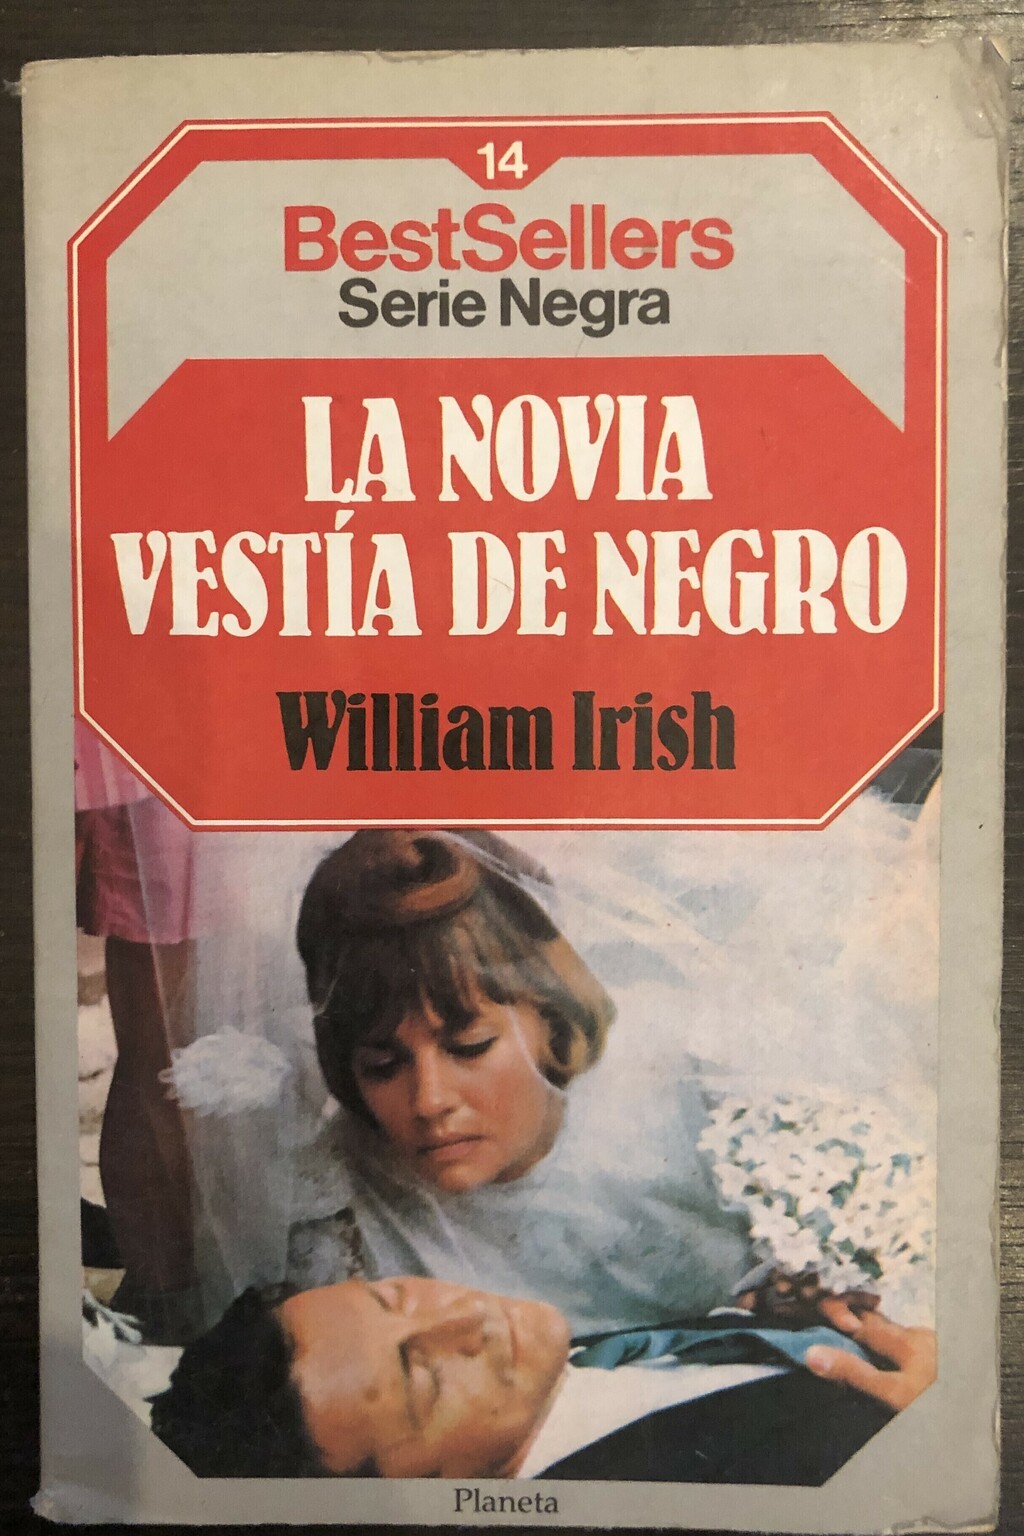 14
BestSellers
Serie Negra
LA NOVIA
VESTÍA DE NEGRO
William Irish
Planeta